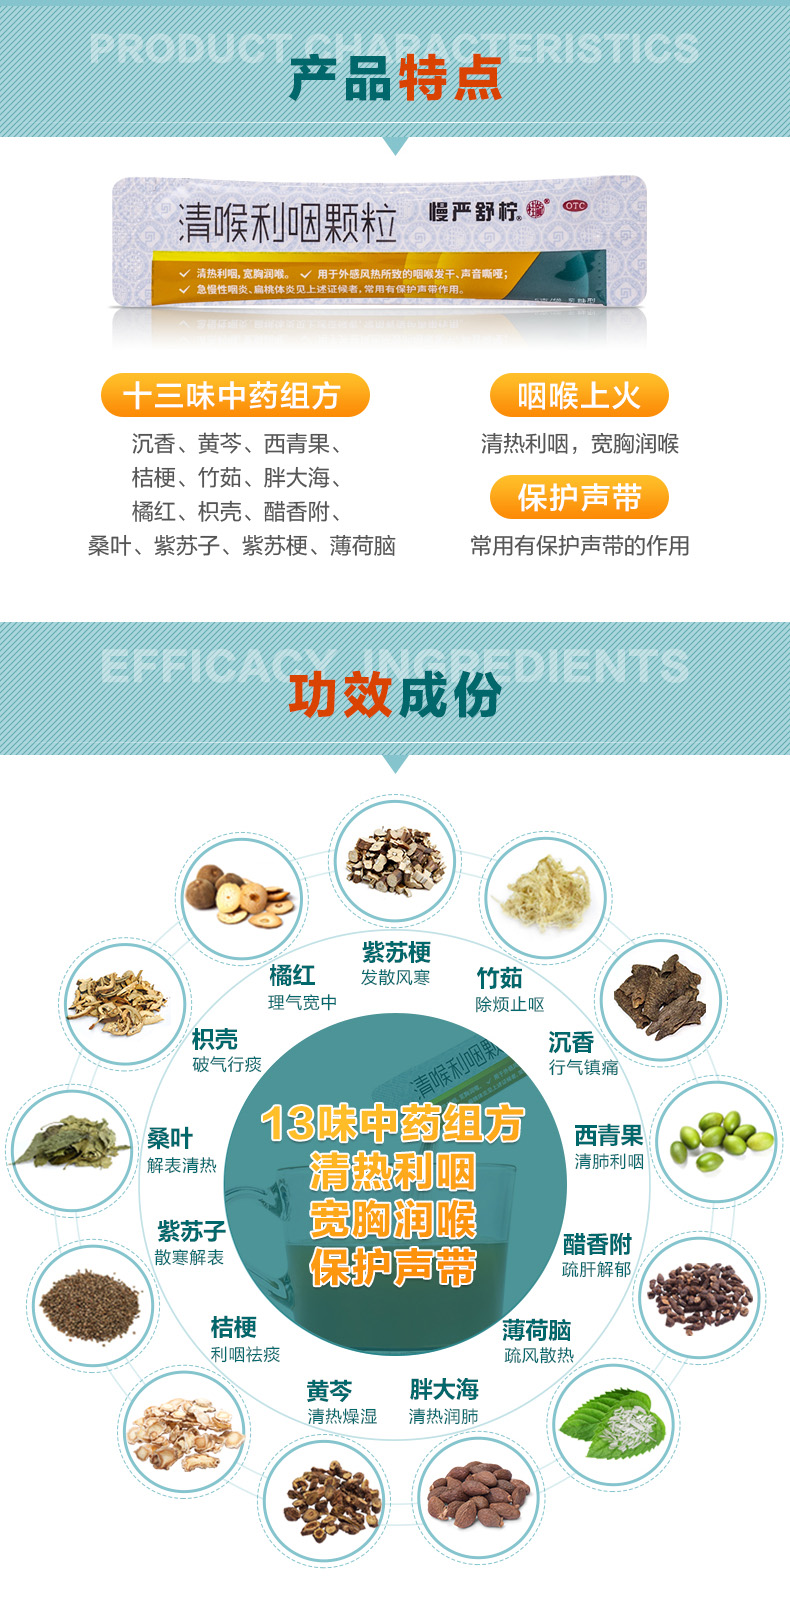 PRODUCT CHARACTERISTICS
产品特点
清喉利咽颗粒
慢严舒柠®
®
OTC
清热利咽,宽胸润喉。 用于外感风热所致的咽喉发干、声音嘶哑;
急慢性咽炎、扁桃体炎见上述证候者,常用有保护声带作用。
十三味中药组方
沉香、黄芩、西青果、
桔梗、竹茹、胖大海、
橘红、枳壳、醋香附、
桑叶、紫苏子、紫苏梗、薄荷脑
咽喉上火
清热利咽，宽胸润喉
保护声带
常用有保护声带的作用
EFFICACY INGREDIENTS
功效成份
紫苏梗
发散风寒
橘红
理气宽中
竹茹
除烦止呕
枳壳
破气行痰
沉香
行气镇痛
桑叶
解表清热
西青果
清肺利咽
紫苏子
散寒解表
醋香附
疏肝解郁
桔梗
利咽祛痰
薄荷脑
疏风散热
黄芩
清热燥湿
胖大海
清热润肺
清喉利咽颗
13味中药组方
清热利咽
宽胸润喉
保护声带